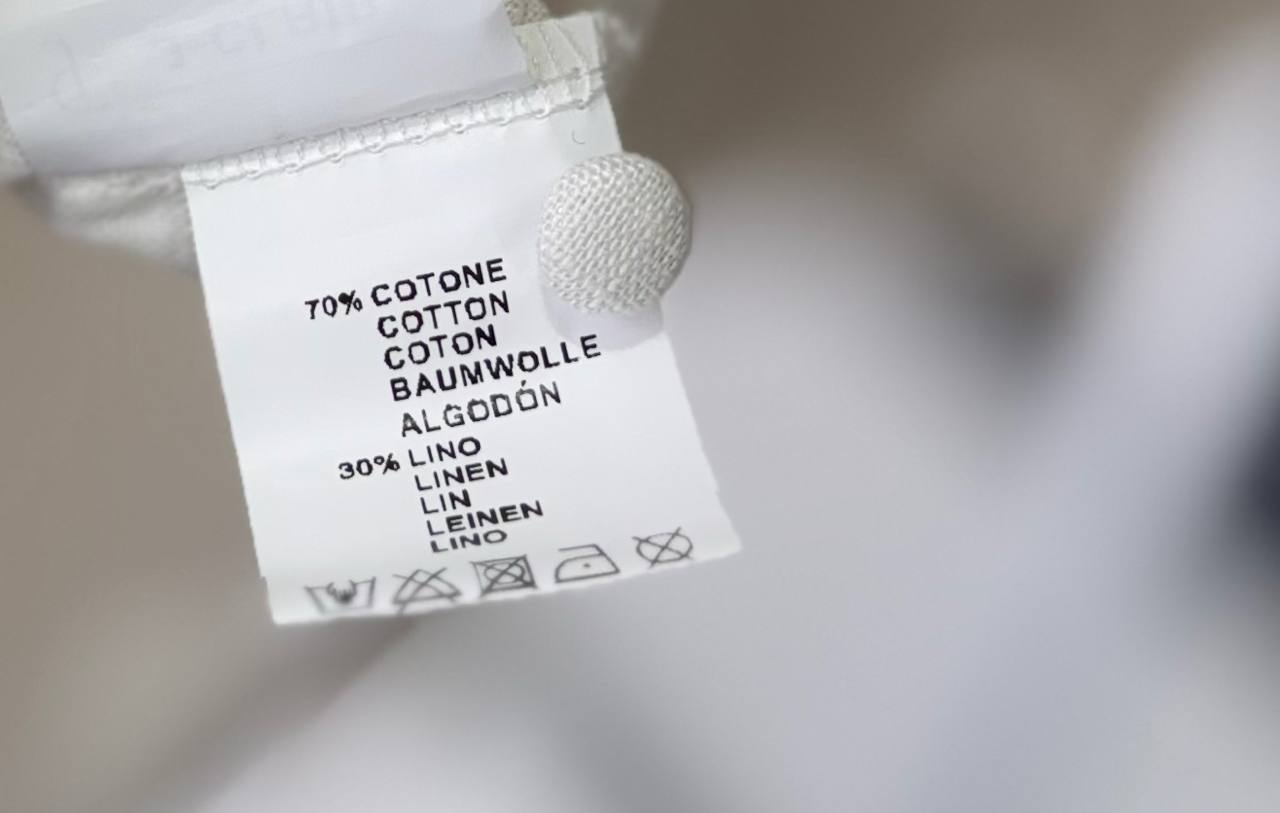 70% COTONE
COTTON
COTON
BAUMWOLLE
ALGODÓN
30% LINO
LINEN
LIN
LEINEN
LINO